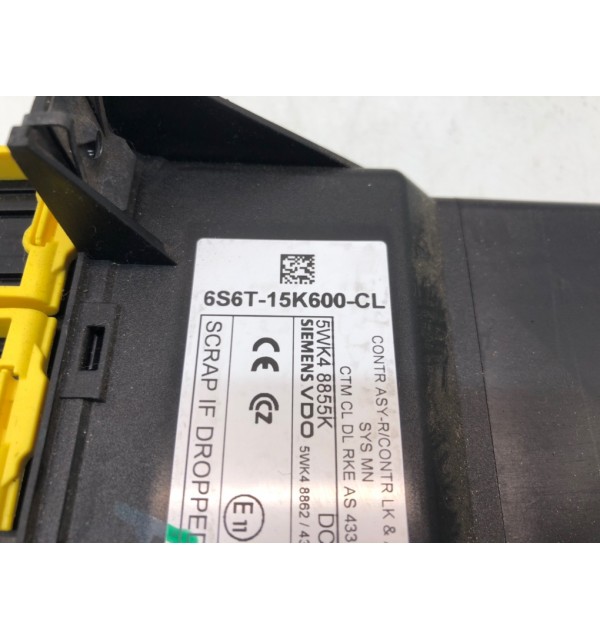 6S6T-15K600-CL
CONTR ASY-R/CONTR LK &
SYS MN
CTM CL DL RKE AS 433
5WK4 8855K DC
SIEMENS VDO 5WK4 8862 / 43
CE
E 11
SCRAP IF DROPPED